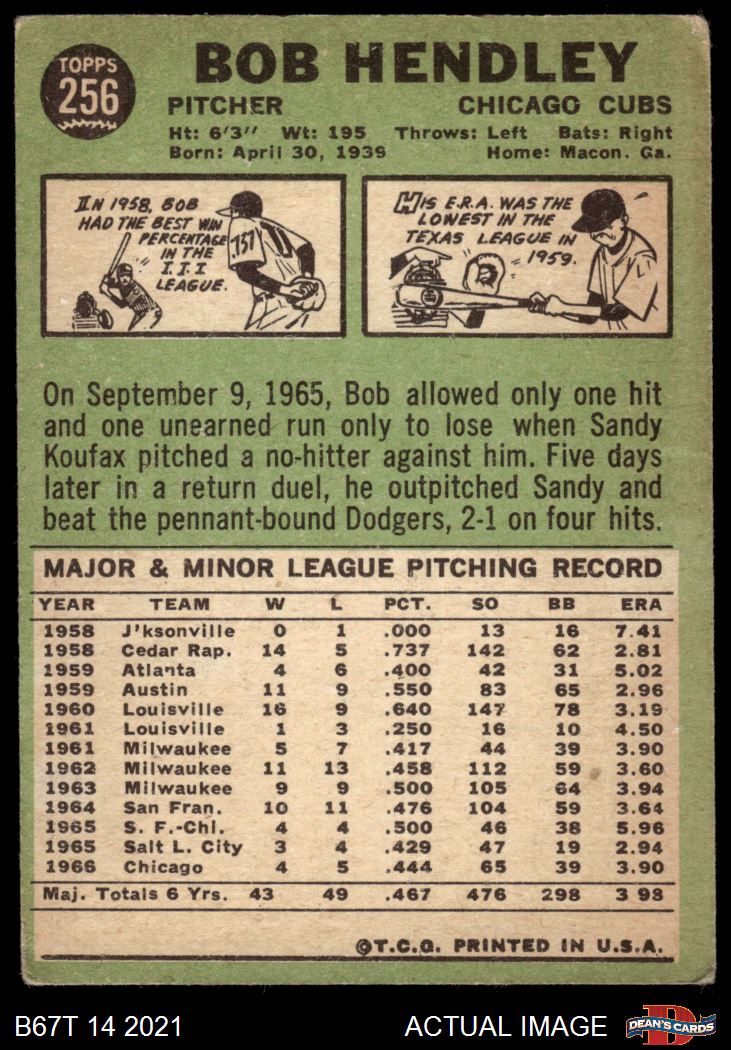 TOPPS
256
BOB HENDLEY
PITCHER CHICAGO CUBS
Ht: 6'3" Wt: 195 Throws: Left Bats: Right
Born: April 30, 1939 Home: Macon. Ga.
IN 1958, BOB
HAD THE BEST WIN
PERCENTAGE
IN THE
I.I.I
LEAGUE.
.737
HIS E.R.A. WAS THE
LOWEST IN THE
TEXAS LEAGUE IN
1959.
On September 9, 1965, Bob allowed only one hit
and one unearned run only to lose when Sandy
Koufax pitched a no-hitter against him. Five days
later in a return duel, he outpitched Sandy and
beat the pennant-bound Dodgers, 2-1 on four hits.
MAJOR & MINOR LEAGUE PITCHING RECORD
YEAR TEAM W L PCT. SO BB ERA
1958 J'ksonville 0 1 .000 13 16 7.41
1958 Cedar Rap. 14 5 .737 142 62 2.81
1959 Atlanta 4 6 .400 42 31 5.02
1959 Austin 11 9 .550 83 65 2.96
1960 Louisville 16 9 .640 147 78 3.19
1961 Louisville 1 3 .250 16 10 4.50
1961 Milwaukee 5 7 .417 44 39 3.90
1962 Milwaukee 11 13 .458 112 59 3.60
1963 Milwaukee 9 9 .500 105 64 3.94
1964 San Fran. 10 11 .476 104 59 3.64
1965 S. F.-Chi. 4 4 .500 46 38 5.96
1965 Salt L. City 3 4 .429 47 19 2.94
1966 Chicago 4 5 .444 65 39 3.90
Maj. Totals 6 Yrs. 43 49 .467 476 298 3 98
©T.C.G. PRINTED IN U.S.A.
B67T 14 2021 ACTUAL IMAGE
D
DEAN'S CARDS